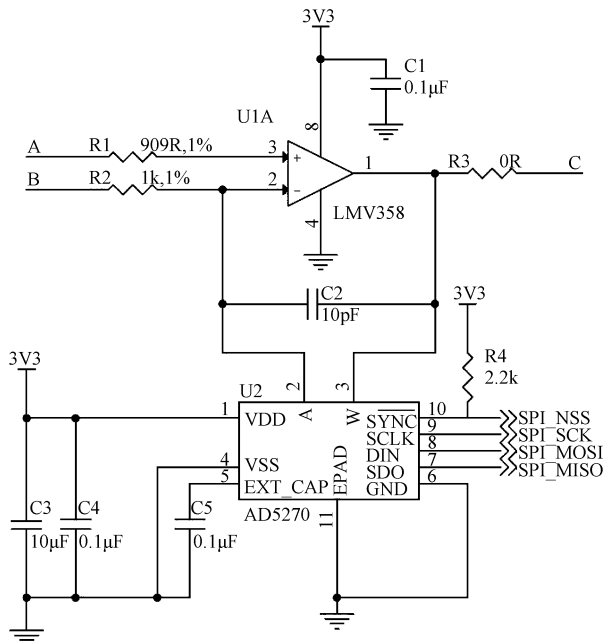 3V3
C1
0.1μF
U1A
8
A
R1
909R,1%
3
+
1
R3
0R
C
B
R2
1k,1%
2
−
LMV358
4
C2
10pF
3V3
R4
2.2k
3V3
U2
2
3
1
VDD
A
W
SYNC
10
SPI_NSS
SCLK
9
SPI_SCK
DIN
8
SPI_MOSI
4
VSS
SDO
7
SPI_MISO
5
EXT_CAP
EPAD
GND
6
C3
10μF
C4
0.1μF
C5
0.1μF
AD5270
11